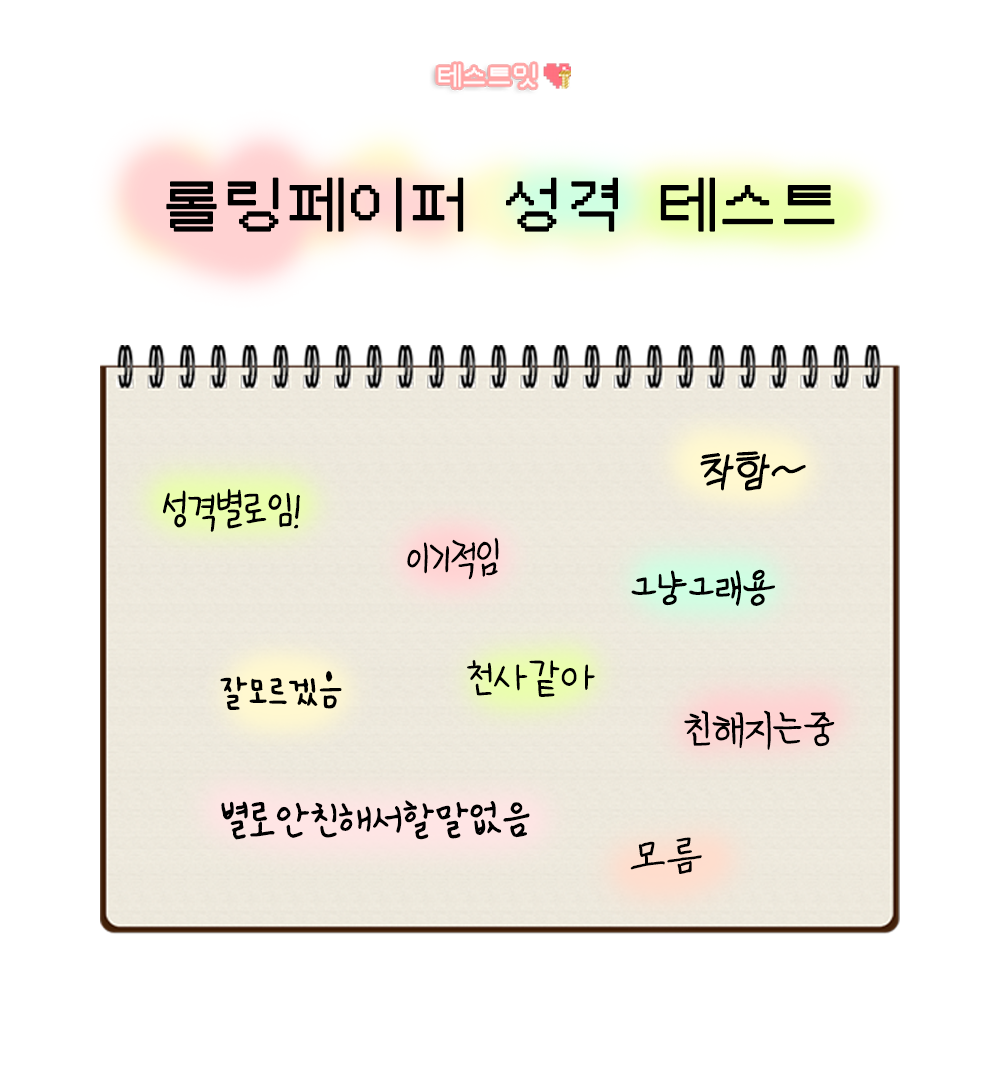 테스트밋
롤링페이퍼 성격 테스트
착함~
성격별로임!
이기적임
그냥그래용
천사같아
잘모르겠음
친해지는중
별로안친해서할말없음
모름